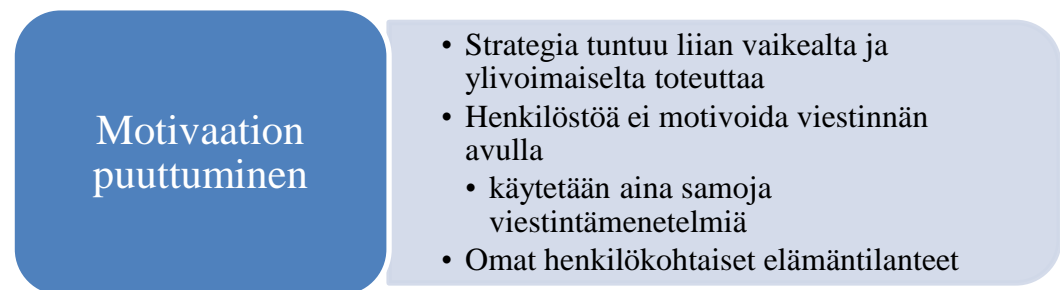 Motivaation
puuttuminen
• Strategia tuntuu liian vaikealta ja
ylivoimaiselta toteuttaa
• Henkilöstöä ei motivoida viestinnän
avulla
• käytetään aina samoja
viestintämenetelmiä
• Omat henkilökohtaiset elämäntilanteet